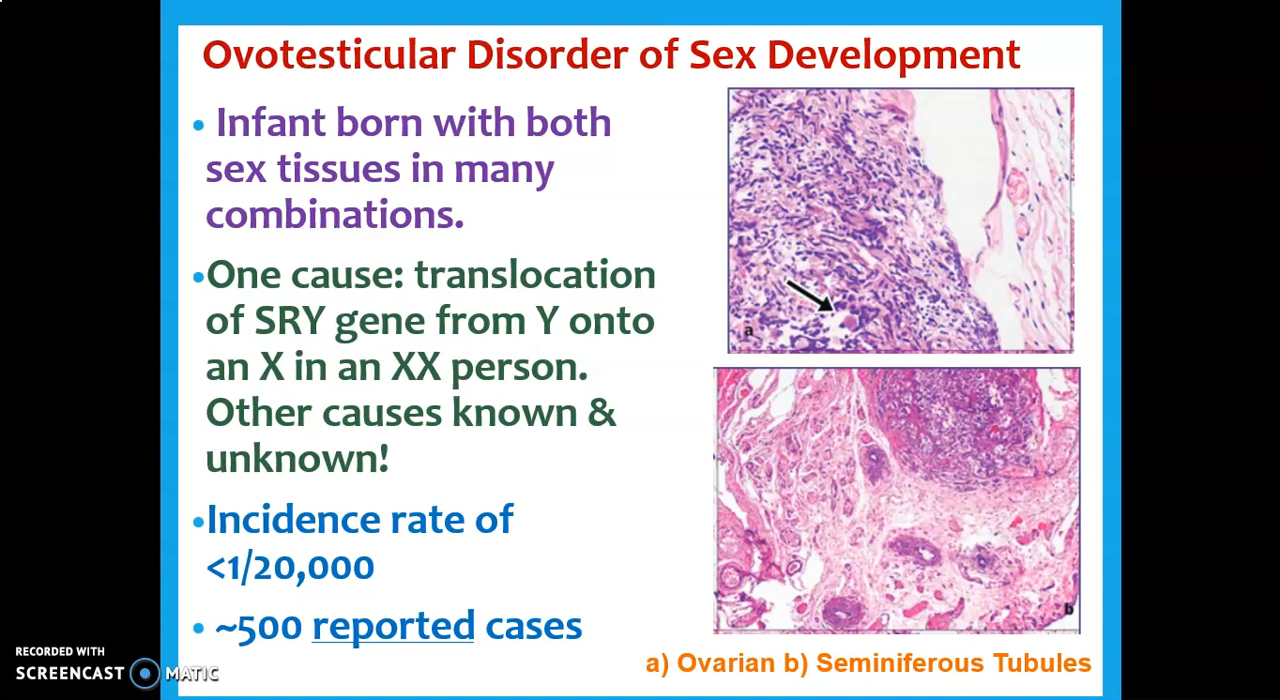 Ovotesticular Disorder of Sex Development
• Infant born with both
sex tissues in many
combinations.
•One cause: translocation
of SRY gene from Y onto
an X in an XX person.
Other causes known &
unknown!
•Incidence rate of
<1/20,000
• ~500 reported cases
a
b
a) Ovarian b) Seminiferous Tubules
RECORDED WITH
SCREENCAST MATIC